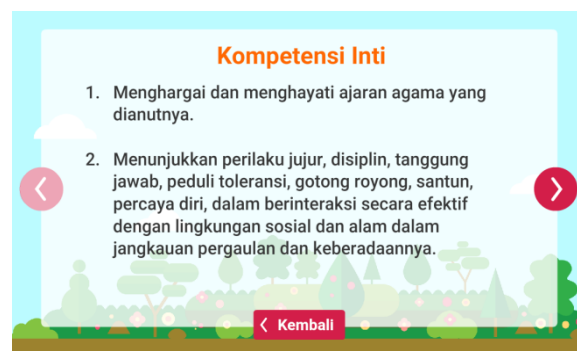 Kompetensi Inti
1. Menghargai dan menghayati ajaran agama yang
dianutnya.
2. Menunjukkan perilaku jujur, disiplin, tanggung
jawab, peduli toleransi, gotong royong, santun,
percaya diri, dalam berinteraksi secara efektif
dengan lingkungan sosial dan alam dalam
jangkauan pergaulan dan keberadaannya.
Kembali